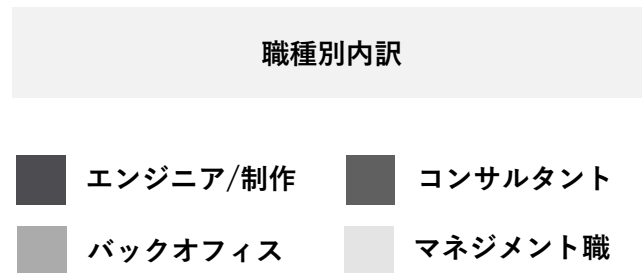 職種別内訳
エンジニア/制作
コンサルタント
バックオフィス
マネジメント職